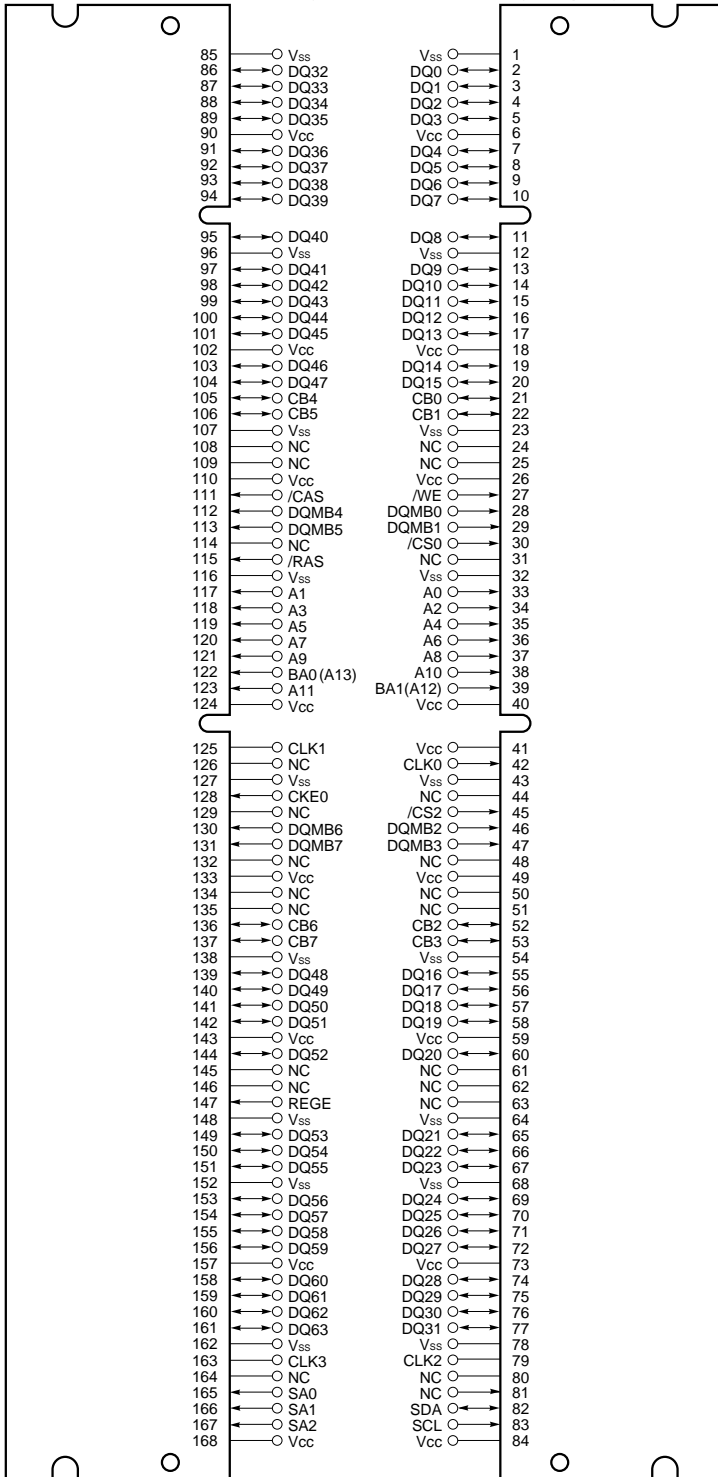 85 Vss Vss 1
86 DQ32 DQ0 2
87 DQ33 DQ1 3
88 DQ34 DQ2 4
89 DQ35 DQ3 5
90 Vcc Vcc 6
91 DQ36 DQ4 7
92 DQ37 DQ5 8
93 DQ38 DQ6 9
94 DQ39 DQ7 10
95 DQ40 DQ8 11
96 Vss Vss 12
97 DQ41 DQ9 13
98 DQ42 DQ10 14
99 DQ43 DQ11 15
100 DQ44 DQ12 16
101 DQ45 DQ13 17
102 Vcc Vcc 18
103 DQ46 DQ14 19
104 DQ47 DQ15 20
105 CB4 CB0 21
106 CB5 CB1 22
107 Vss Vss 23
108 NC NC 24
109 NC NC 25
110 Vcc Vcc 26
111 /CAS /WE 27
112 DQMB4 DQMB0 28
113 DQMB5 DQMB1 29
114 NC /CS0 30
115 /RAS NC 31
116 Vss Vss 32
117 A1 A0 33
118 A3 A2 34
119 A5 A4 35
120 A7 A6 36
121 A9 A8 37
122 BA0 (A13) A10 38
123 A11 BA1(A12) 39
124 Vcc Vcc 40
125 CLK1 Vcc 41
126 NC CLK0 42
127 Vss Vss 43
128 CKE0 NC 44
129 NC /CS2 45
130 DQMB6 DQMB2 46
131 DQMB7 DQMB3 47
132 NC NC 48
133 Vcc Vcc 49
134 NC NC 50
135 NC NC 51
136 CB6 CB2 52
137 CB7 CB3 53
138 Vss Vss 54
139 DQ48 DQ16 55
140 DQ49 DQ17 56
141 DQ50 DQ18 57
142 DQ51 DQ19 58
143 Vcc Vcc 59
144 DQ52 DQ20 60
145 NC NC 61
146 NC NC 62
147 REGE NC 63
148 Vss Vss 64
149 DQ53 DQ21 65
150 DQ54 DQ22 66
151 DQ55 DQ23 67
152 Vss Vss 68
153 DQ56 DQ24 69
154 DQ57 DQ25 70
155 DQ58 DQ26 71
156 DQ59 DQ27 72
157 Vcc Vcc 73
158 DQ60 DQ28 74
159 DQ61 DQ29 75
160 DQ62 DQ30 76
161 DQ63 DQ31 77
162 Vss Vss 78
163 CLK3 CLK2 79
164 NC NC 80
165 SA0 NC 81
166 SA1 SDA 82
167 SA2 SCL 83
168 Vcc Vcc 84